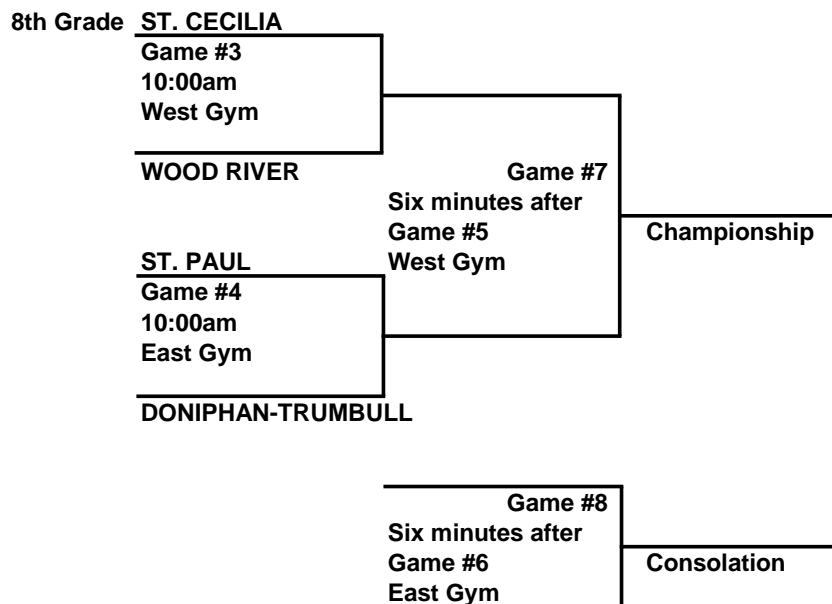 8th Grade ST. CECILIA
Game #3
10:00am
West Gym
WOOD RIVER
Game #7
Six minutes after
Game #5
West Gym
Championship
ST. PAUL
Game #4
10:00am
East Gym
DONIPHAN-TRUMBULL
Game #8
Six minutes after
Game #6
East Gym
Consolation